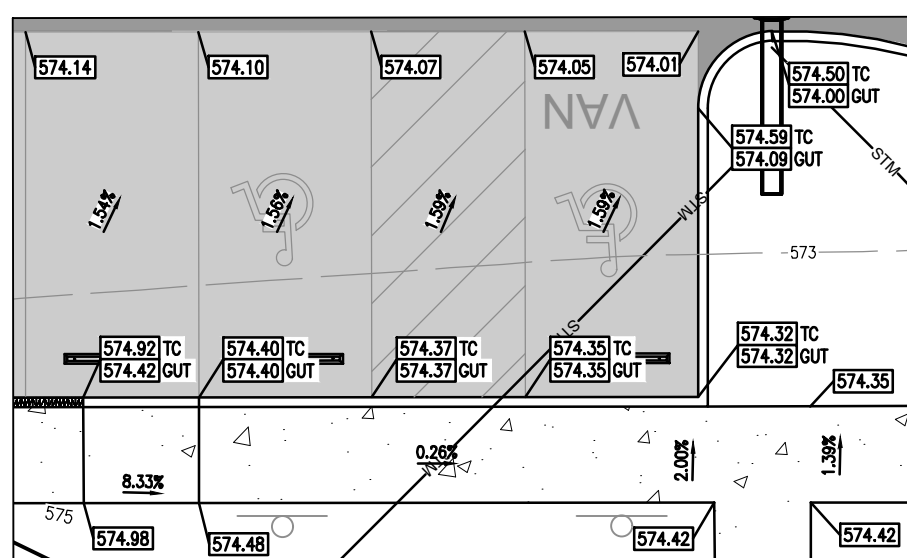 574.14
574.10
574.07
574.05
574.01
574.50 TC
574.00 GUT
VAN
574.59 TC
574.09 GUT
STM
STM
1.54%
1.56%
1.59%
1.59%
573
STM
574.92 TC
574.42 GUT
574.40 TC
574.40 GUT
574.37 TC
574.37 GUT
574.35 TC
574.35 GUT
574.32 TC
574.32 GUT
574.35
0.26%
8.33%
2.00%
1.39%
575
574.98
574.48
574.42
574.42